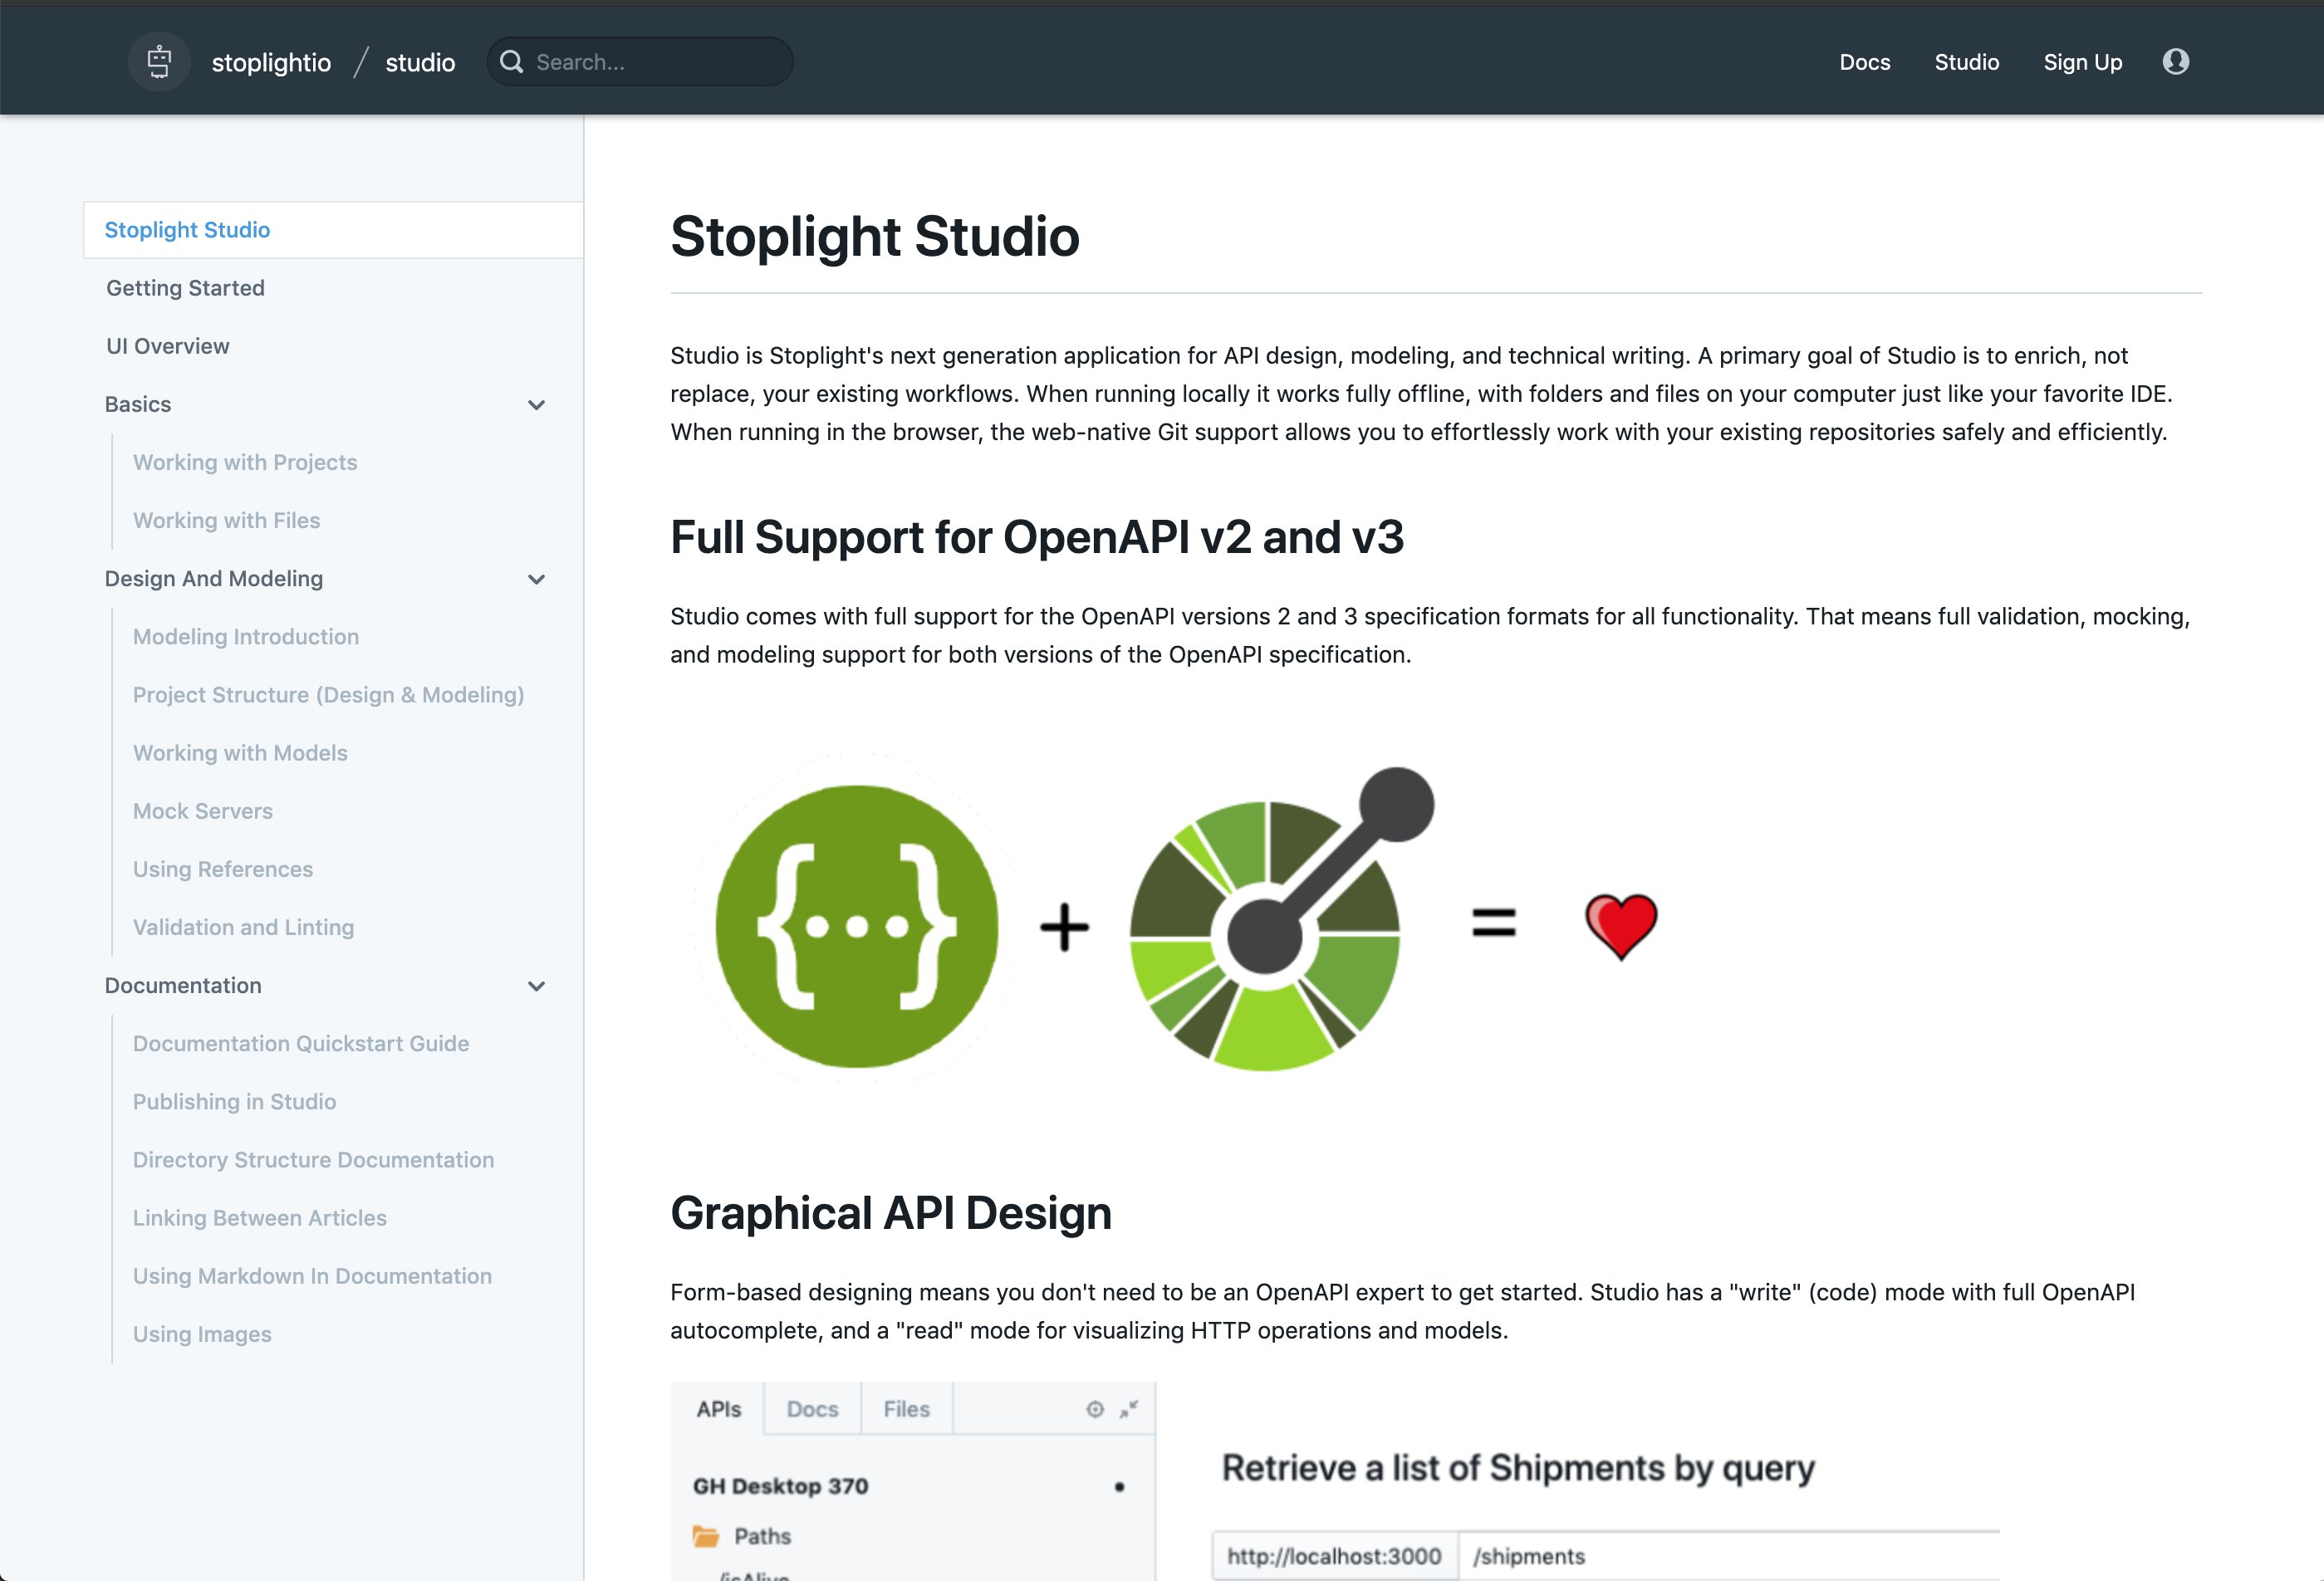 stoplightio / studio
Search...
Docs
Studio
Sign Up
Stoplight Studio
Getting Started
UI Overview
Basics
Working with Projects
Working with Files
Design And Modeling
Modeling Introduction
Project Structure (Design & Modeling)
Working with Models
Mock Servers
Using References
Validation and Linting
Documentation
Documentation Quickstart Guide
Publishing in Studio
Directory Structure Documentation
Linking Between Articles
Using Markdown In Documentation
Using Images
Stoplight Studio
Studio is Stoplight's next generation application for API design, modeling, and technical writing. A primary goal of Studio is to enrich, not
replace, your existing workflows. When running locally it works fully offline, with folders and files on your computer just like your favorite IDE.
When running in the browser, the web-native Git support allows you to effortlessly work with your existing repositories safely and efficiently.
Full Support for OpenAPI v2 and v3
Studio comes with full support for the OpenAPI versions 2 and 3 specification formats for all functionality. That means full validation, mocking,
and modeling support for both versions of the OpenAPI specification.
{...} + =
Graphical API Design
Form-based designing means you don't need to be an OpenAPI expert to get started. Studio has a "write" (code) mode with full OpenAPI
autocomplete, and a "read" mode for visualizing HTTP operations and models.
APIs
Docs
Files
GH Desktop 370
Paths
/isAlive
Retrieve a list of Shipments by query
http://localhost:3000
/shipments